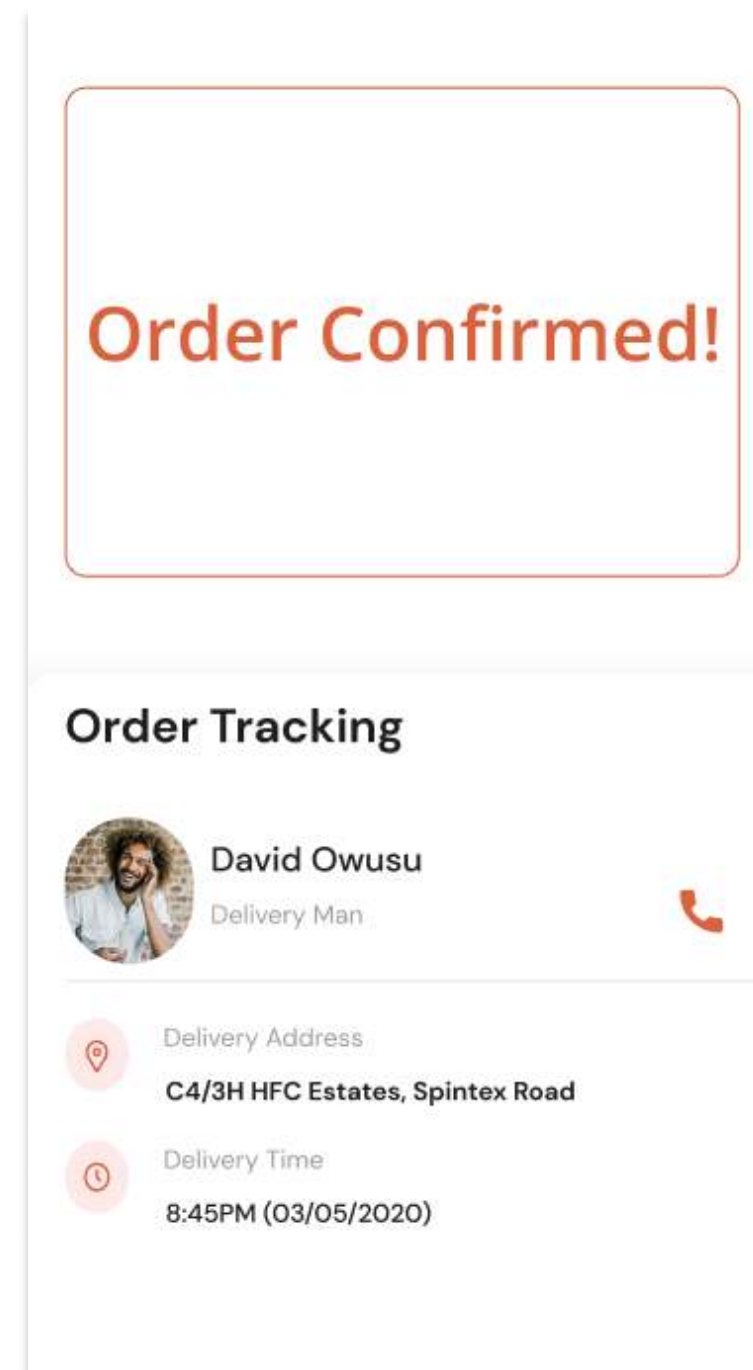 Order Confirmed!
Order Tracking
David Owusu
Delivery Man
Delivery Address
C4/3H HFC Estates, Spintex Road
Delivery Time
8:45PM (03/05/2020)